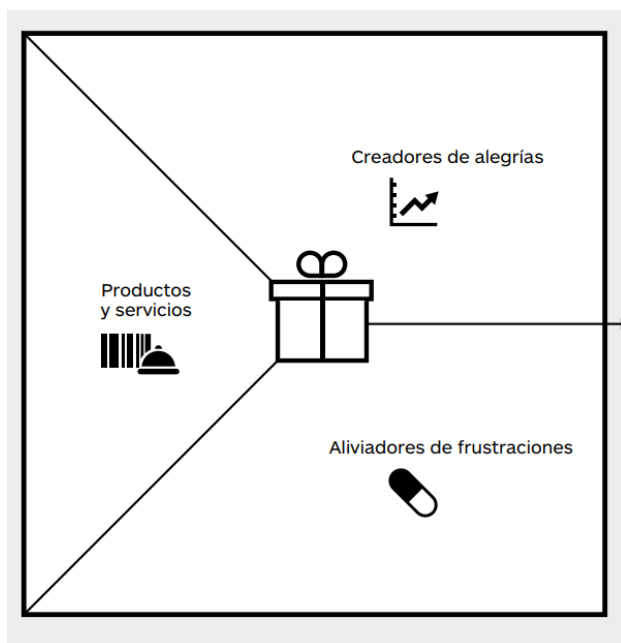 Creadores de alegrías
Productos
y servicios
Aliviadores de frustraciones